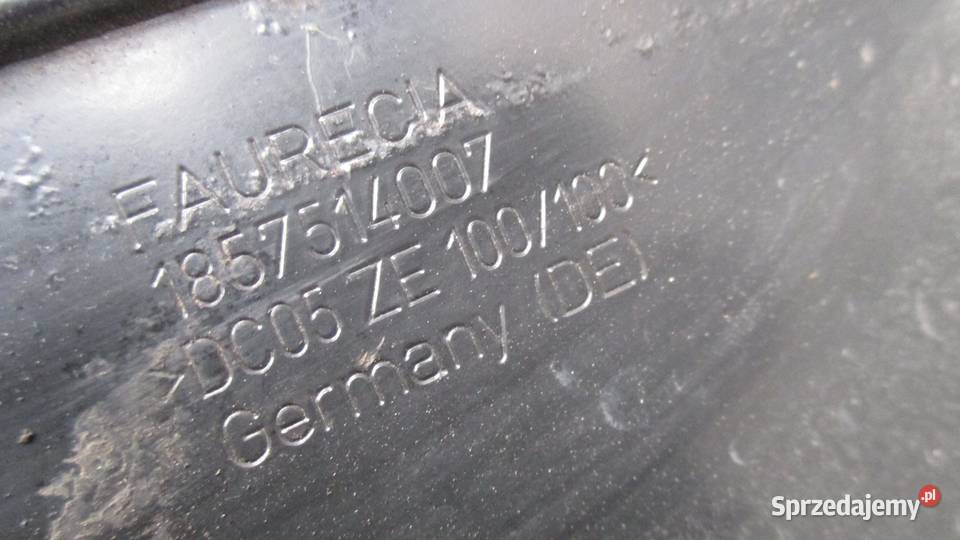 FAURECIA
1857514007
>DC05 ZE 100/100<
Germany (DE)
Sprzedajemy.pl